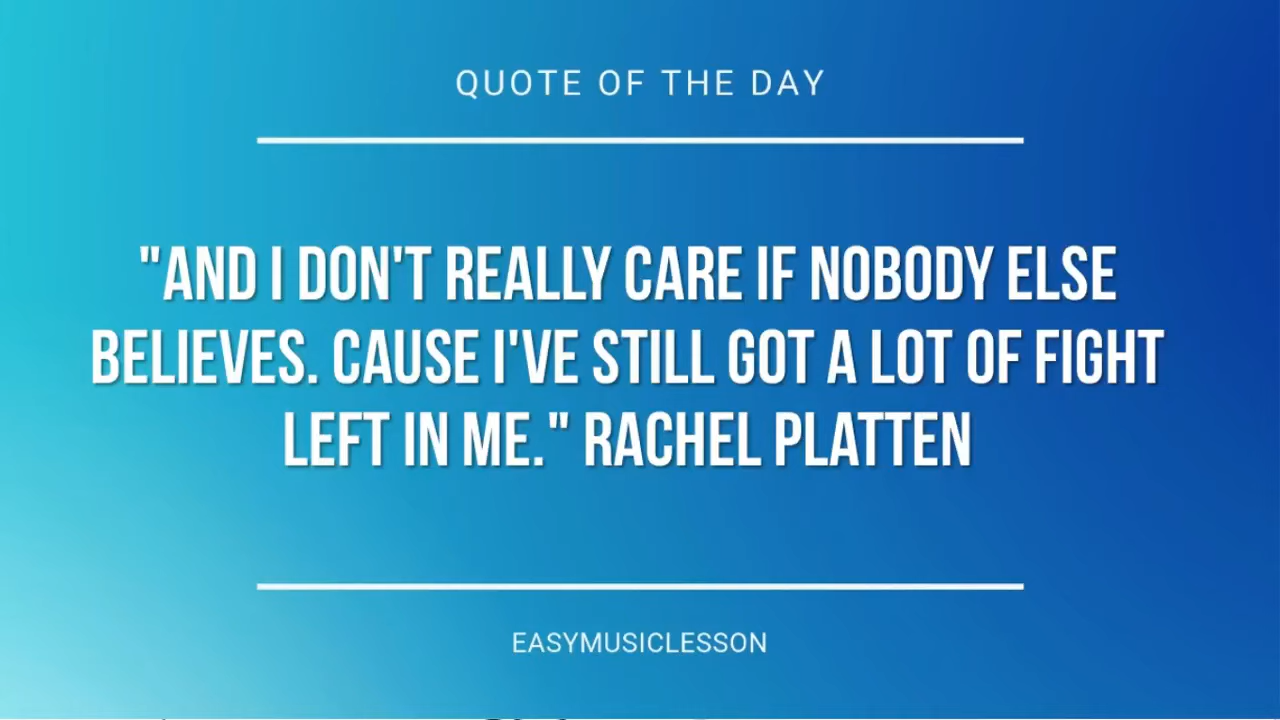 QUOTE OF THE DAY
"AND I DON'T REALLY CARE IF NOBODY ELSE
BELIEVES. CAUSE I'VE STILL GOT A LOT OF FIGHT
LEFT IN ME." RACHEL PLATTEN
EASYMUSICLESSON